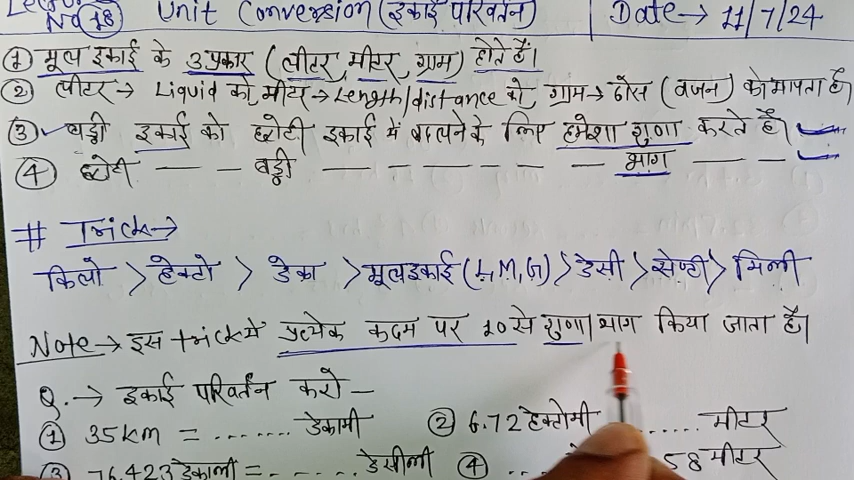 No 18 Unit Conversion (इकाई परिवर्तन) Date→ 11/7/24
① मूल इकाई के 3 प्रकार (लीटर, मीटर, ग्राम) होते हैं।
② लीटर→ Liquid को, मीटर→ Length/distance को, ग्राम→ ठोस (वजन) को मापता है।
③ बड़ी इकाई को छोटी इकाई में बदलने के लिए हमेशा गुणा करते हैं।
④ छोटी — — बड़ी — — — — — — — भाग — — —
# Trick→
किलो > हेक्टो > डेका > मूल इकाई (L, M, G) > डेसी > सेण्टी > मिली
Note→ इस trick में प्रत्येक कदम पर 10 से गुणा/भाग किया जाता है।
Q.→ इकाई परिवर्तन करो —
① 35km = ....... डेकामी ② 6.72 हेक्टोमी ...... मीटर
③ 76.423 डेकाली = ..... डेसीली ④ ... 58 मीटर